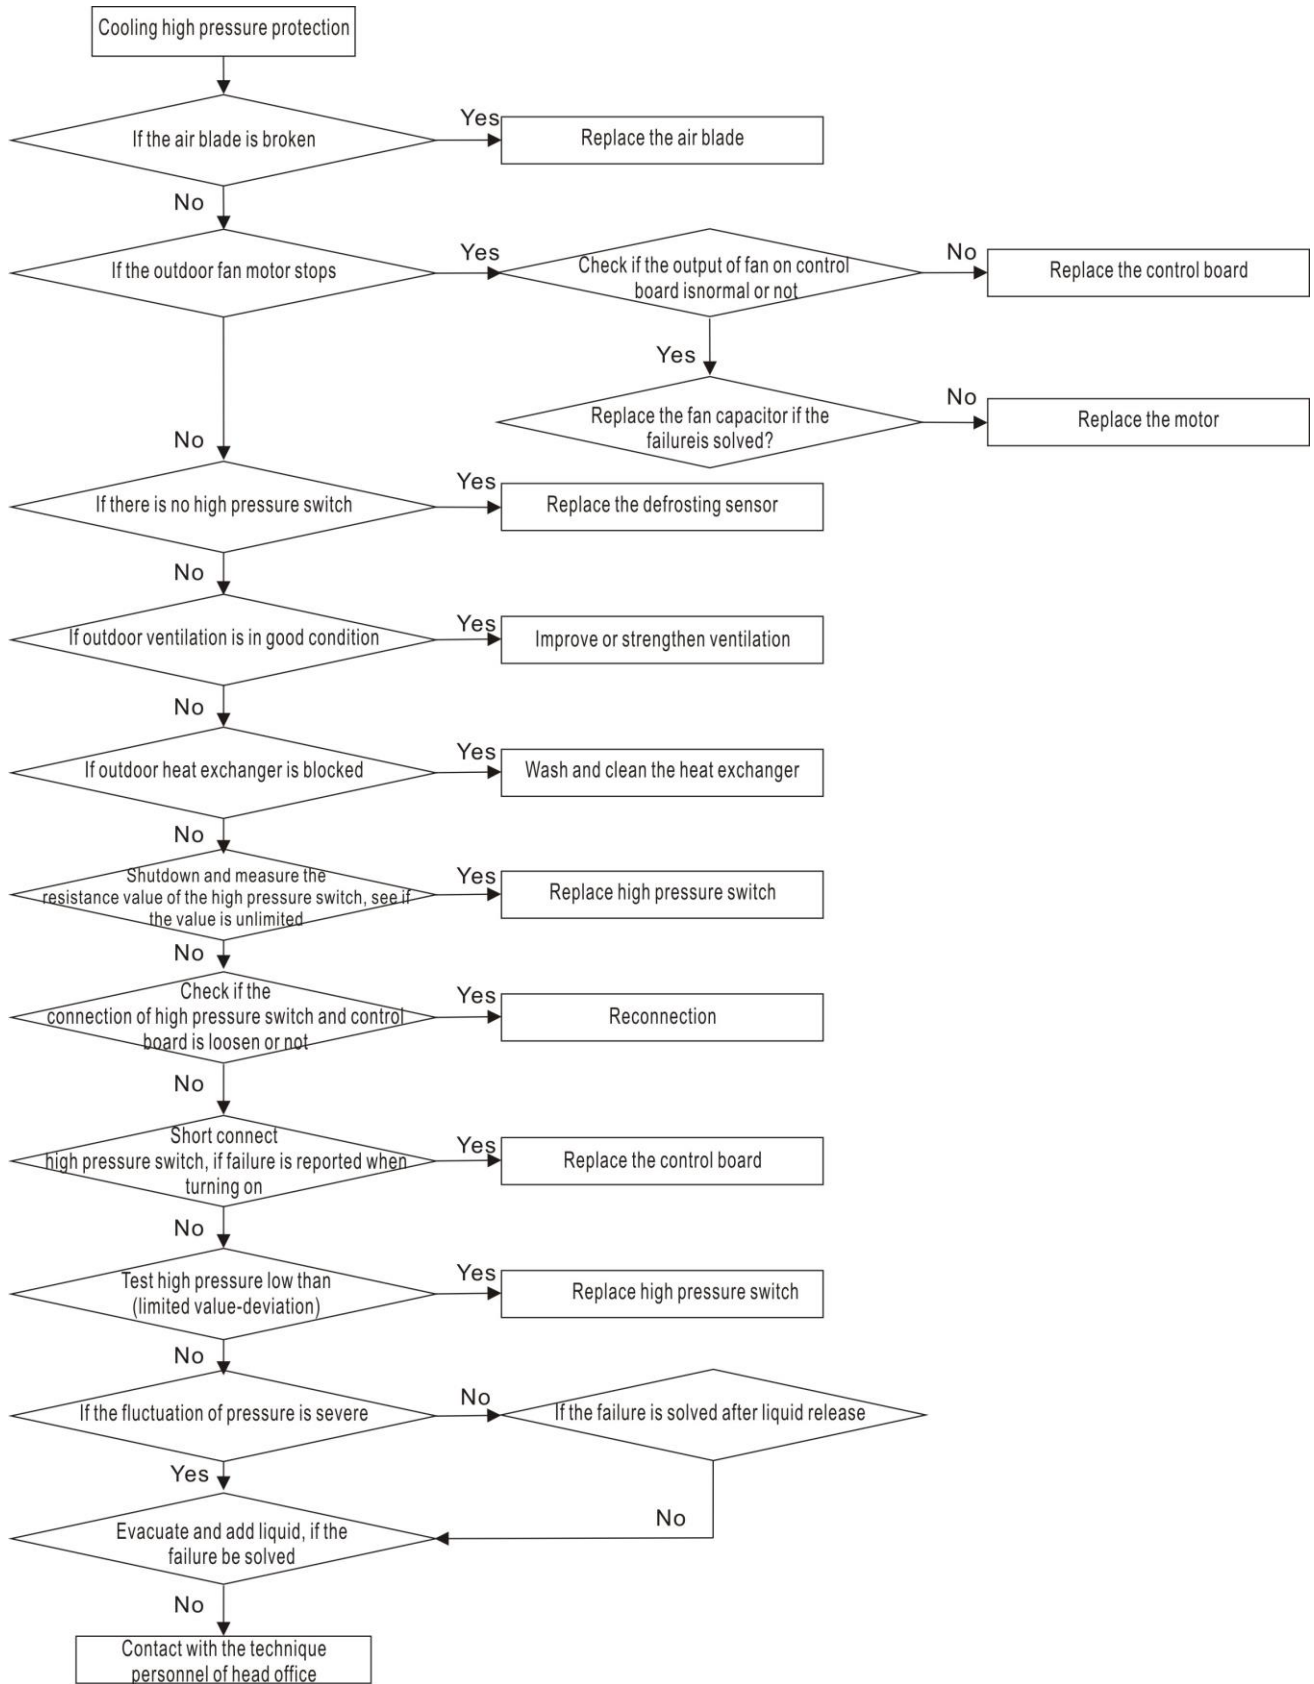 Cooling high pressure protection
If the air blade is broken
Yes
Replace the air blade
No
If the outdoor fan motor stops
Yes
Check if the output of fan on control
board isnormal or not
No
Replace the control board
Yes
Replace the fan capacitor if the
failureis solved?
No
Replace the motor
No
If there is no high pressure switch
Yes
Replace the defrosting sensor
No
If outdoor ventilation is in good condition
Yes
Improve or strengthen ventilation
No
If outdoor heat exchanger is blocked
Yes
Wash and clean the heat exchanger
No
Shutdown and measure the
resistance value of the high pressure switch, see if
the value is unlimited
Yes
Replace high pressure switch
No
Check if the
connection of high pressure switch and control
board is loosen or not
Yes
Reconnection
No
Short connect
high pressure switch, if failure is reported when
turning on
Yes
Replace the control board
No
Test high pressure low than
(limited value-deviation)
Yes
Replace high pressure switch
No
If the fluctuation of pressure is severe
No
If the failure is solved after liquid release
Yes
No
Evacuate and add liquid, if the
failure be solved
No
Contact with the technique
personnel of head office